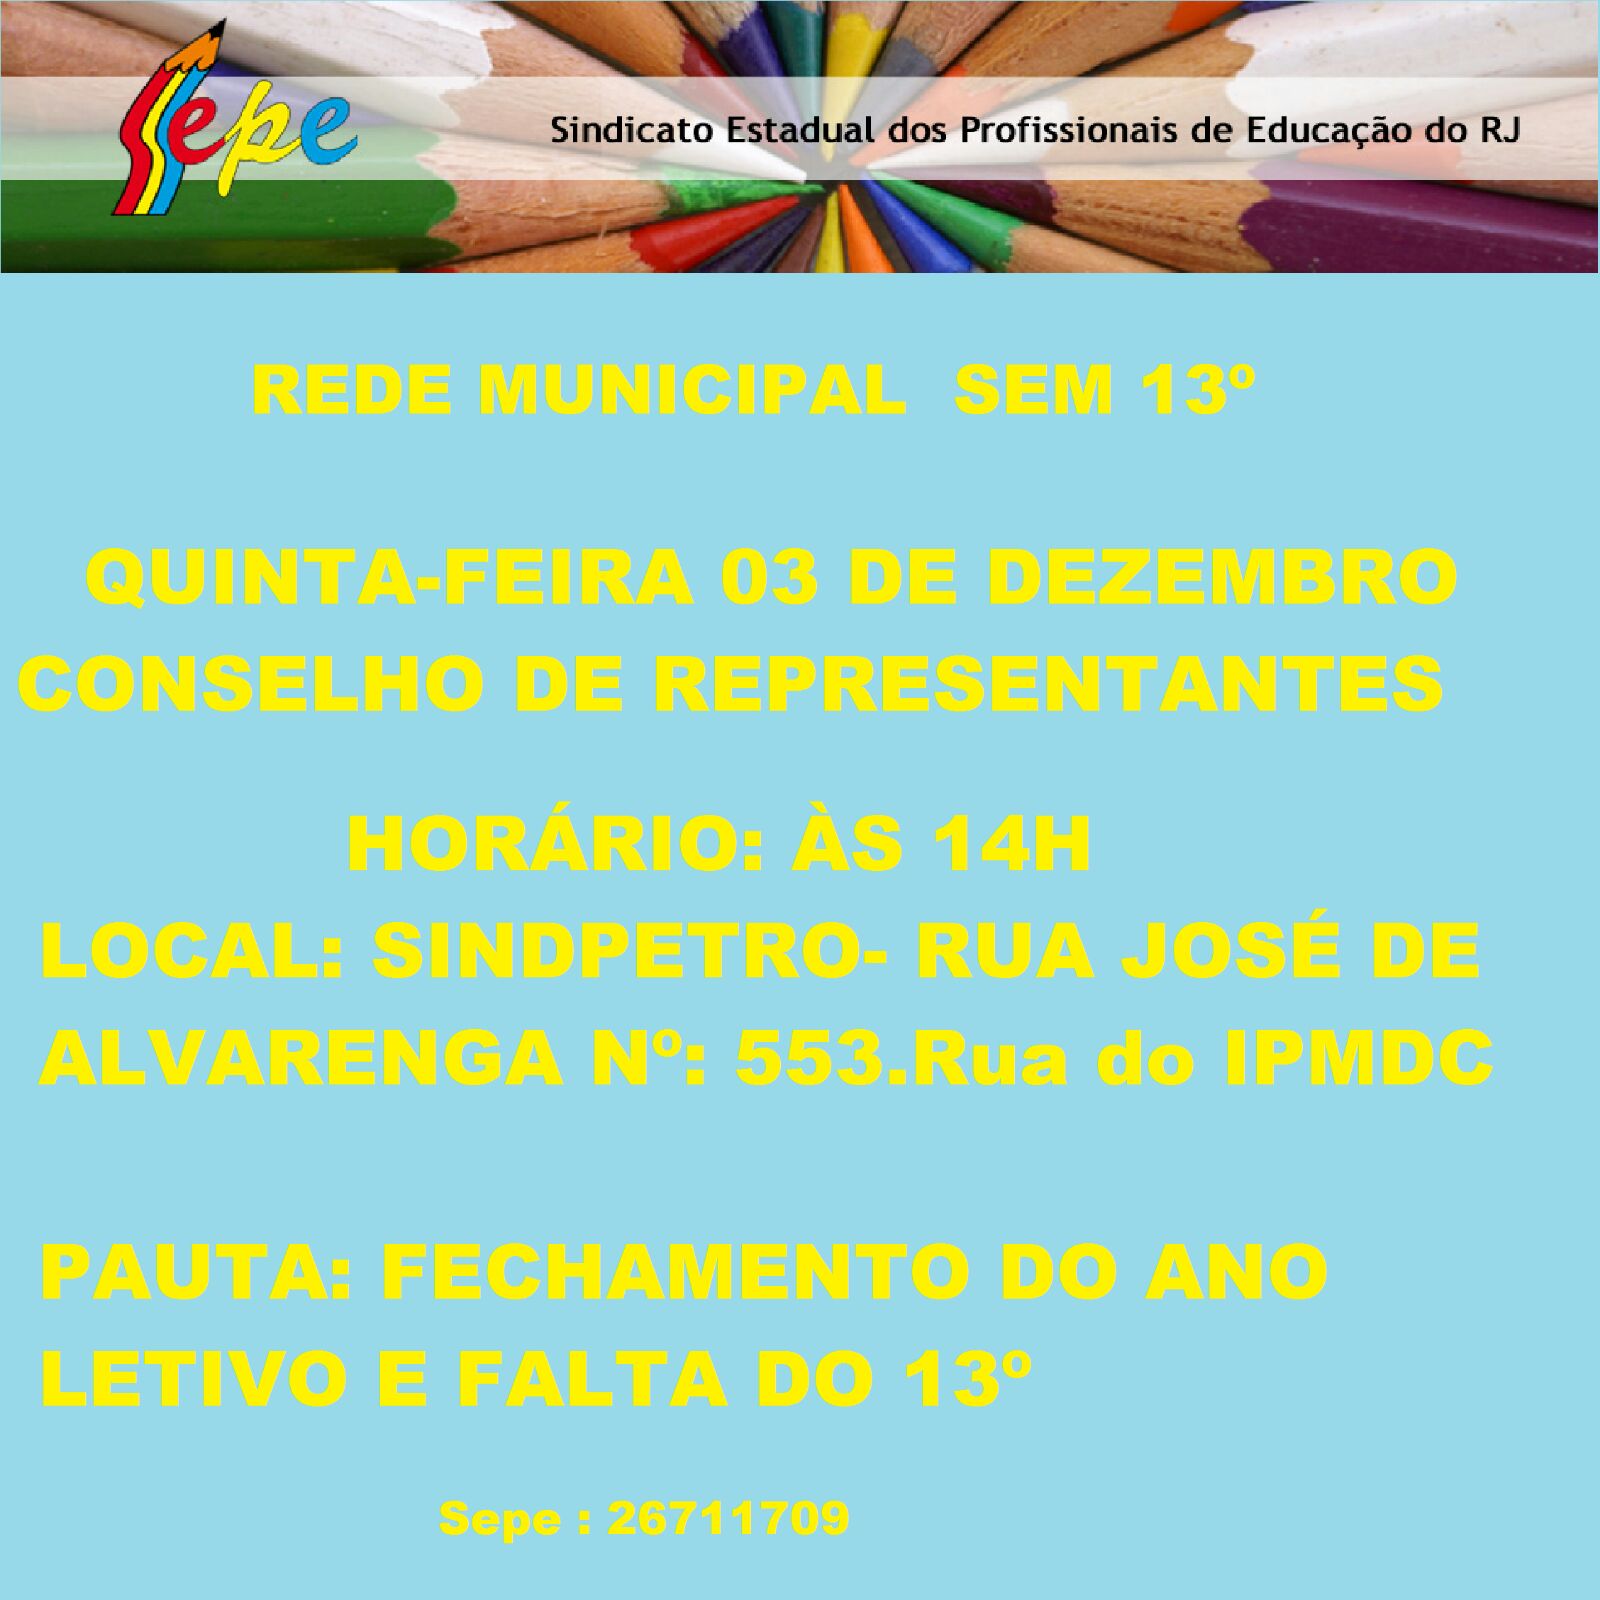 Sepe
Sindicato Estadual dos Profissionais de Educação do RJ
REDE MUNICIPAL SEM 13º
QUINTA-FEIRA 03 DE DEZEMBRO
CONSELHO DE REPRESENTANTES
HORÁRIO: ÀS 14H
LOCAL: SINDPETRO- RUA JOSÉ DE
ALVARENGA Nº: 553.Rua do IPMDC
PAUTA: FECHAMENTO DO ANO
LETIVO E FALTA DO 13º
Sepe : 26711709